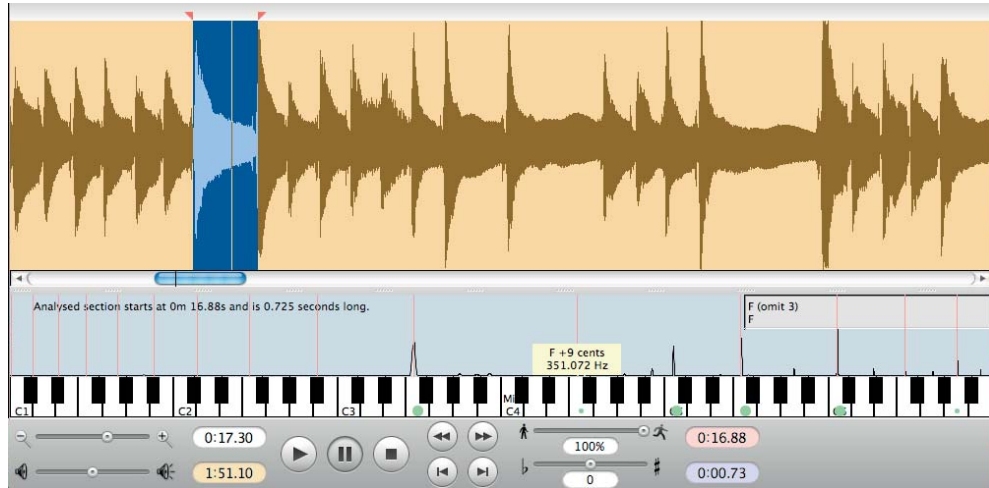 Analysed section starts at 0m 16.88s and is 0.725 seconds long.
F (omit 3)
F
F +9 cents
351.072 Hz
C1
C2
C3
C4
0:17.30
100%
0:16.88
1:51.10
0
0:00.73